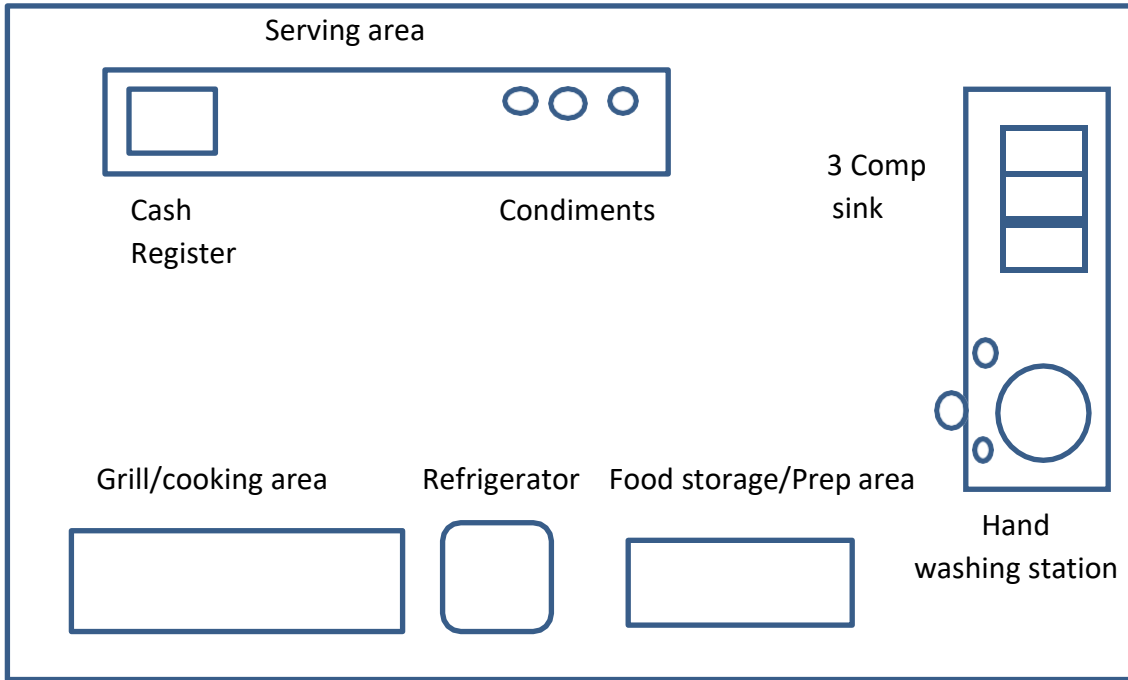 Serving area
Cash
Register
Condiments
3 Comp
sink
Grill/cooking area
Refrigerator
Food storage/Prep area
Hand
washing station